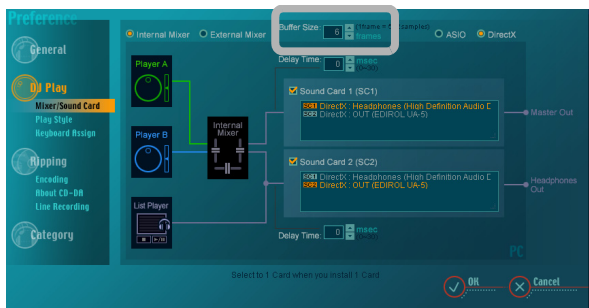 Preference
General
DJ Play
Mixer/Sound Card
Play Style
Keyboard Assign
Ripping
Encoding
About CD-DA
Line Recording
Category
Internal Mixer
External Mixer
Buffer Size: 6 frames
ASIO
DirectX
Delay Time: 0 msec
Player A
Player B
List Player
Internal
Mixer
Sound Card 1 (SC1)
DirectX : Headphones (High Definition Audio D
DirectX : OUT (EDIROL UA-5)
Master Out
Sound Card 2 (SC2)
DirectX : Headphones (High Definition Audio D
DirectX : OUT (EDIROL UA-5)
Headphones
Out
Delay Time: 0 msec
PC
Select to 1 Card when you install 1 Card
OK
Cancel